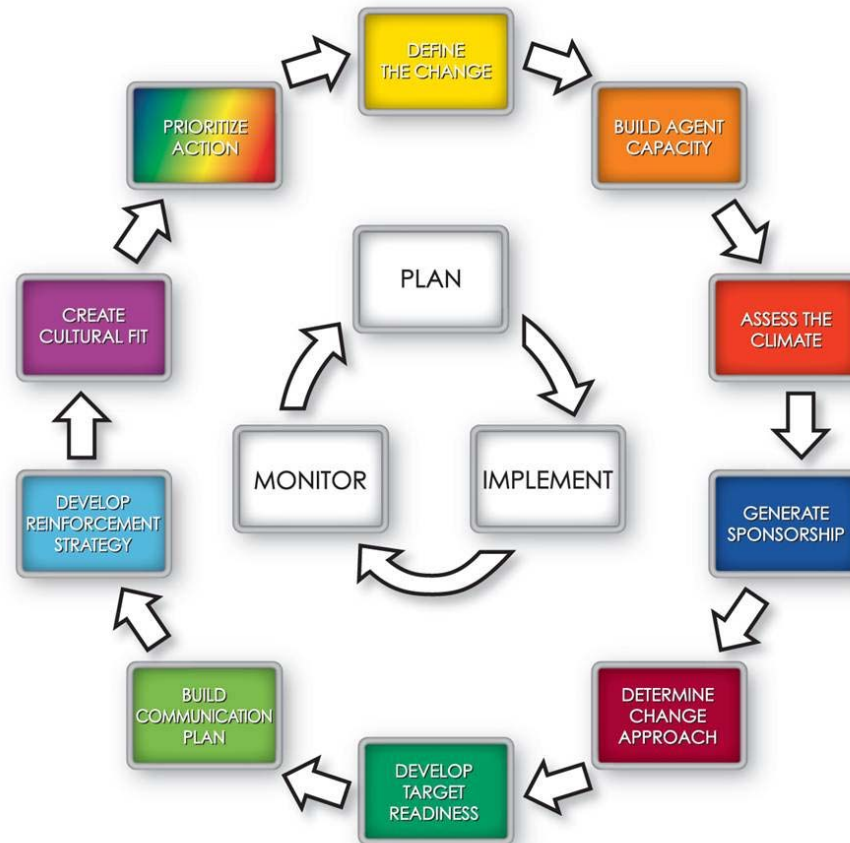 DEFINE
THE CHANGE
BUILD AGENT
CAPACITY
ASSESS THE
CLIMATE
GENERATE
SPONSORSHIP
DETERMINE
CHANGE
APPROACH
DEVELOP
TARGET
READINESS
BUILD
COMMUNICATION
PLAN
DEVELOP
REINFORCEMENT
STRATEGY
CREATE
CULTURAL FIT
PRIORITIZE
ACTION
PLAN
IMPLEMENT
MONITOR